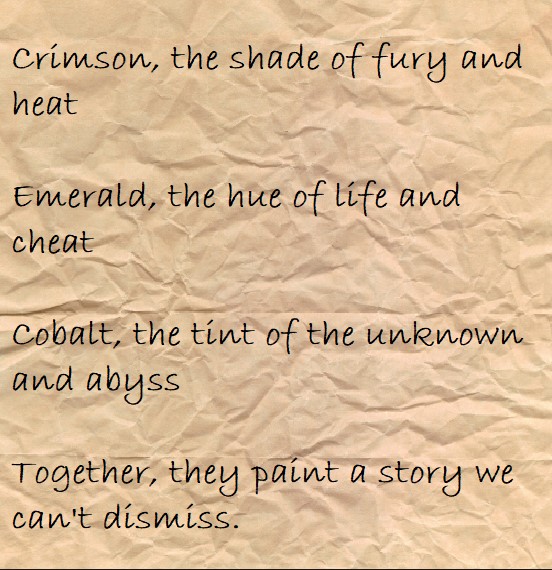 Crimson, the shade of fury and
heat
Emerald, the hue of life and
cheat
Cobalt, the tint of the unknown
and abyss
Together, they paint a story we
can't dismiss.